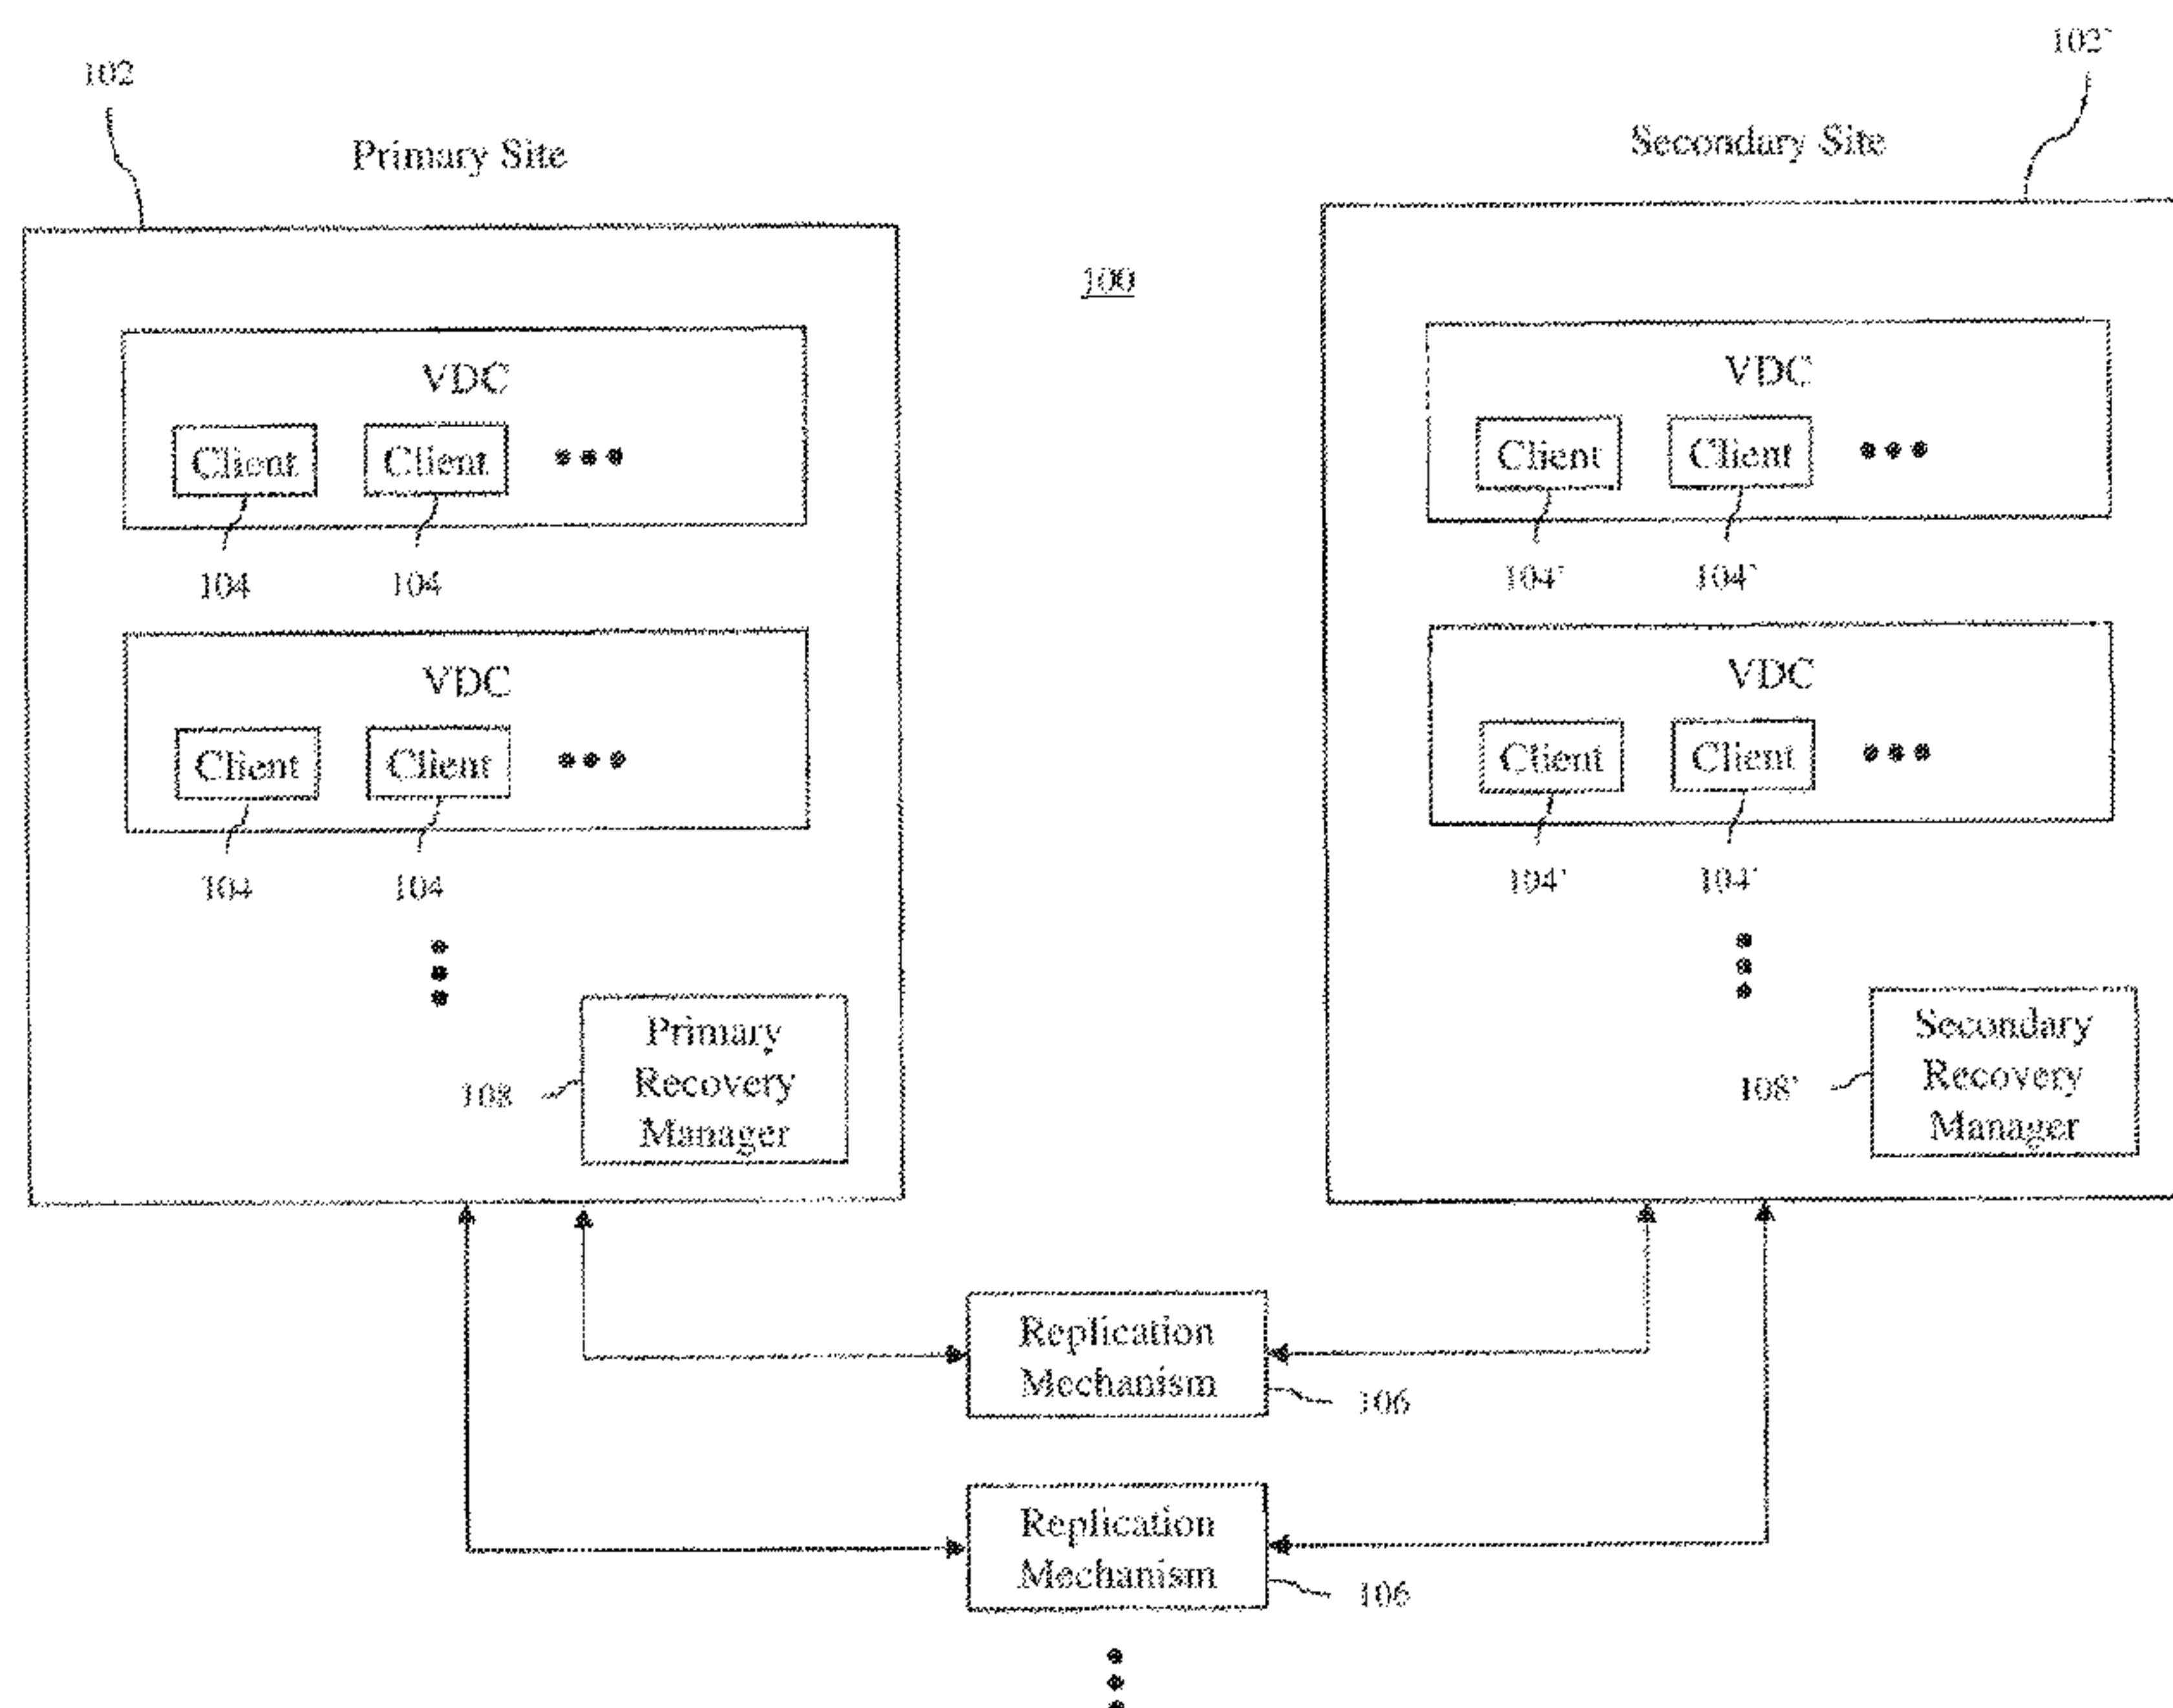 102
102'
Primary Site
Secondary Site
100
VDC
Client
Client
104
104
VDC
Client
Client
104
104
Primary
Recovery
Manager
108
VDC
Client
Client
104'
104'
VDC
Client
Client
104'
104'
Secondary
Recovery
Manager
108'
Replication
Mechanism
106
Replication
Mechanism
106